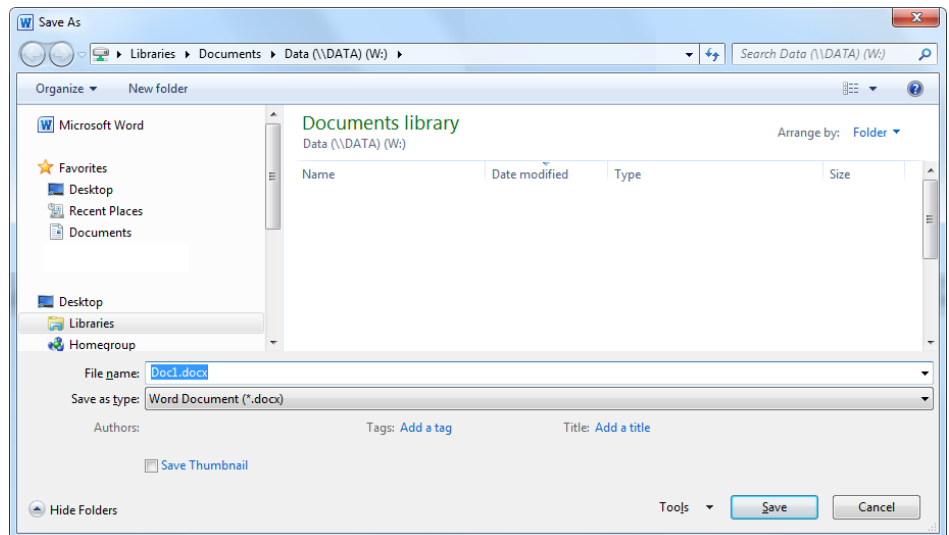 Save As
Libraries Documents Data (\\DATA) (W:)
Search Data (\\DATA) (W:)
Organize New folder
Microsoft Word
Favorites
Desktop
Recent Places
Documents
Desktop
Libraries
Homegroup
Documents library
Data (\\DATA) (W:)
Arrange by: Folder
Name Date modified Type Size
File name: Doc1.docx
Save as type: Word Document (*.docx)
Authors: Tags: Add a tag Title: Add a title
Save Thumbnail
Hide Folders Tools Save Cancel